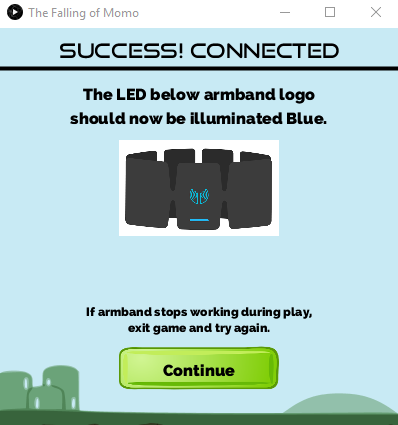 The Falling of Momo
SUCCESS! CONNECTED
The LED below armband logo
should now be illuminated Blue.
If armband stops working during play,
exit game and try again.
Continue